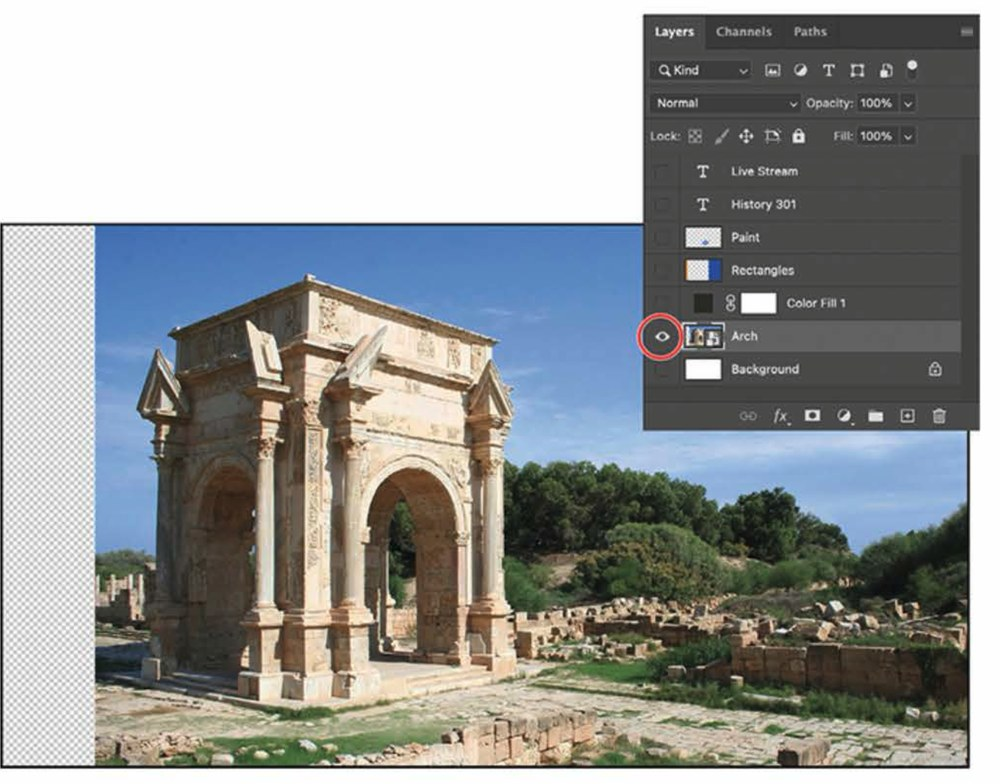 Layers Channels Paths
Kind T
Normal Opacity: 100%
Lock: Fill: 100%
T Live Stream
T History 301
Paint
Rectangles
Color Fill 1
Arch
Background
fx